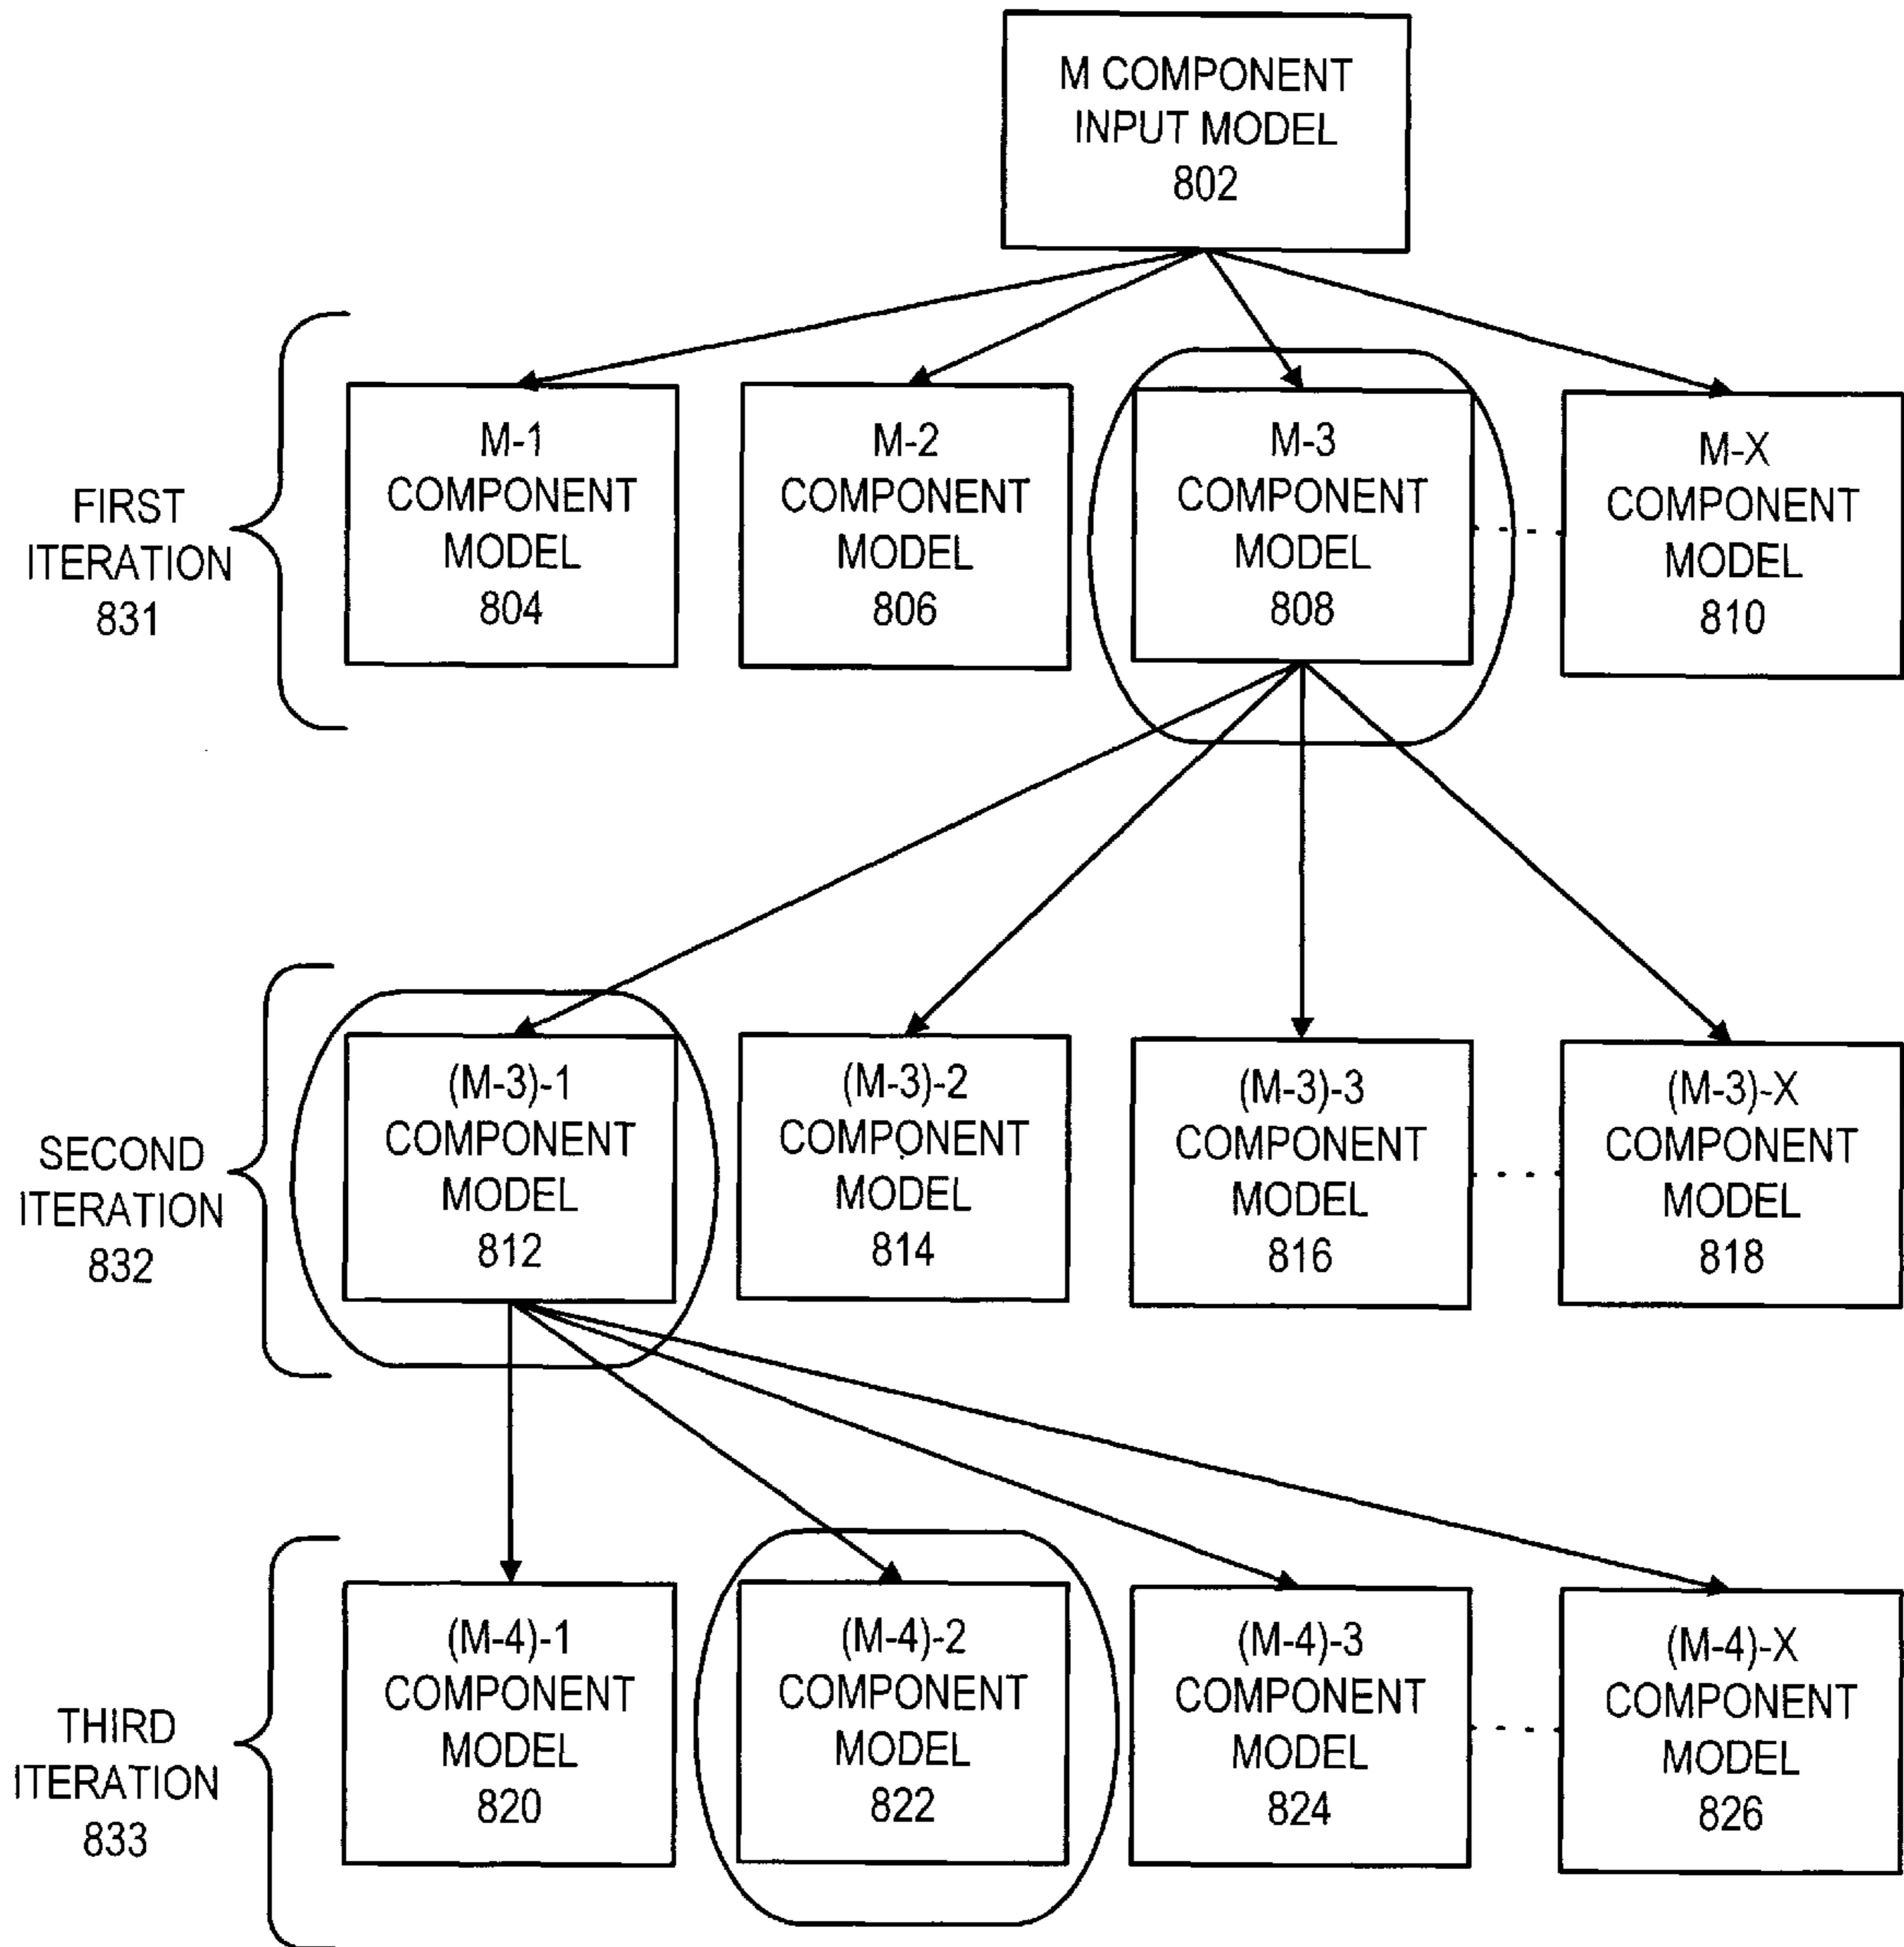 M COMPONENT
INPUT MODEL
802
FIRST
ITERATION
831
M-1
COMPONENT
MODEL
804
M-2
COMPONENT
MODEL
806
M-3
COMPONENT
MODEL
808
M-X
COMPONENT
MODEL
810
SECOND
ITERATION
832
(M-3)-1
COMPONENT
MODEL
812
(M-3)-2
COMPONENT
MODEL
814
(M-3)-3
COMPONENT
MODEL
816
(M-3)-X
COMPONENT
MODEL
818
THIRD
ITERATION
833
(M-4)-1
COMPONENT
MODEL
820
(M-4)-2
COMPONENT
MODEL
822
(M-4)-3
COMPONENT
MODEL
824
(M-4)-X
COMPONENT
MODEL
826